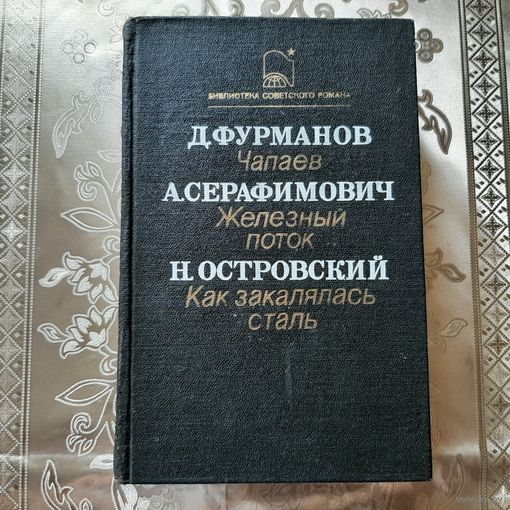 БИБЛИОТЕКА СОВЕТСКОГО РОМАНА
Д.ФУРМАНОВ
Чапаев
А.СЕРАФИМОВИЧ
Железный
поток
Н.ОСТРОВСКИЙ
Как закалялась
сталь